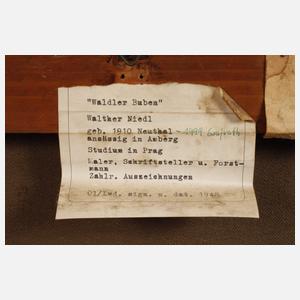 "Waldler Buben"
Walther Niedl
geb. 1910 Neuthal - 1999
ansässig in Amberg
Studium in Prag
Maler, Schriftsteller u. Forst-
mann
Zahlr. Auszeichnungen
Öl/Lwd. sign. u. dat. 1948